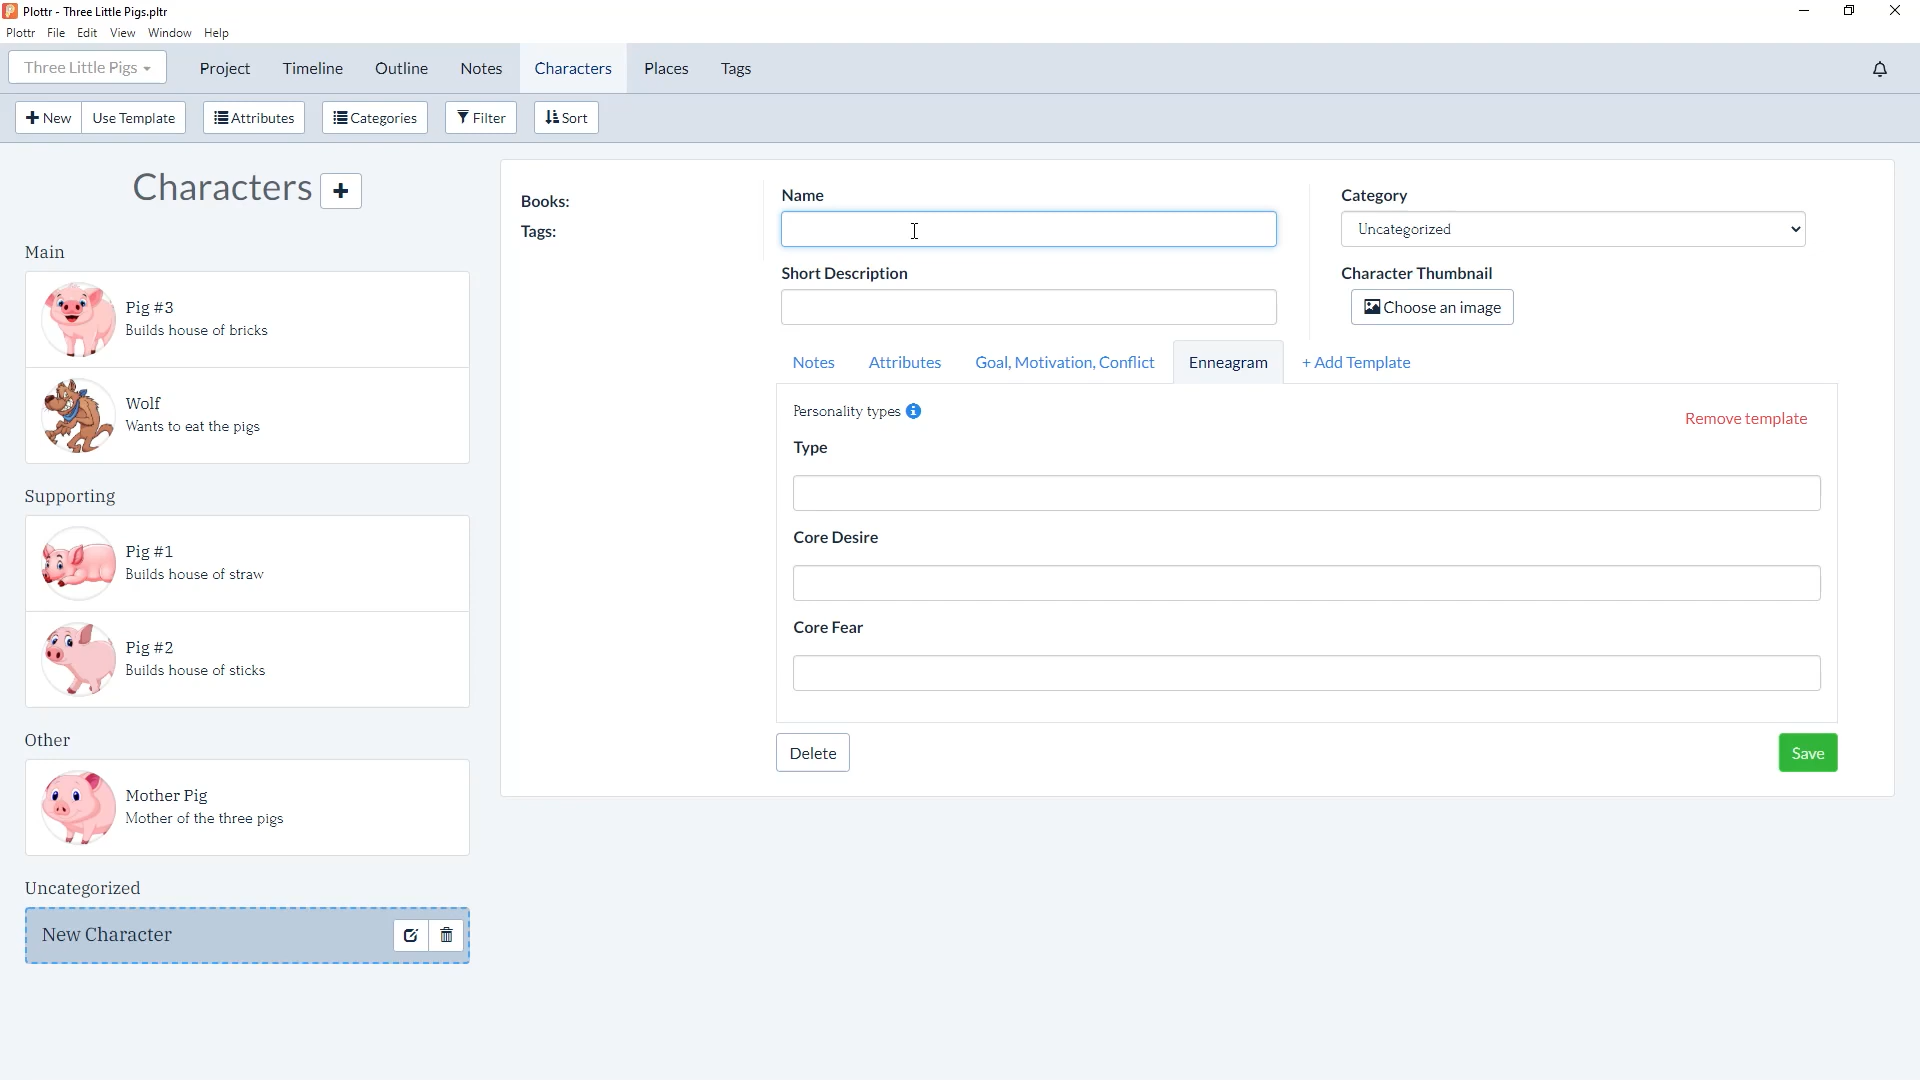 Plottr - Three Little Pigs.pltr
Plottr File Edit View Window Help
Three Little Pigs Project Timeline Outline Notes Characters Places Tags
New Use Template Attributes Categories Filter Sort
Characters
Main
Pig #3
Builds house of bricks
Wolf
Wants to eat the pigs
Supporting
Pig #1
Builds house of straw
Pig #2
Builds house of sticks
Other
Mother Pig
Mother of the three pigs
Uncategorized
New Character
Books:
Tags:
Name
Short Description
Category
Uncategorized
Character Thumbnail
Choose an image
Notes Attributes Goal, Motivation, Conflict Enneagram + Add Template
Personality types
Remove template
Type
Core Desire
Core Fear
Delete Save